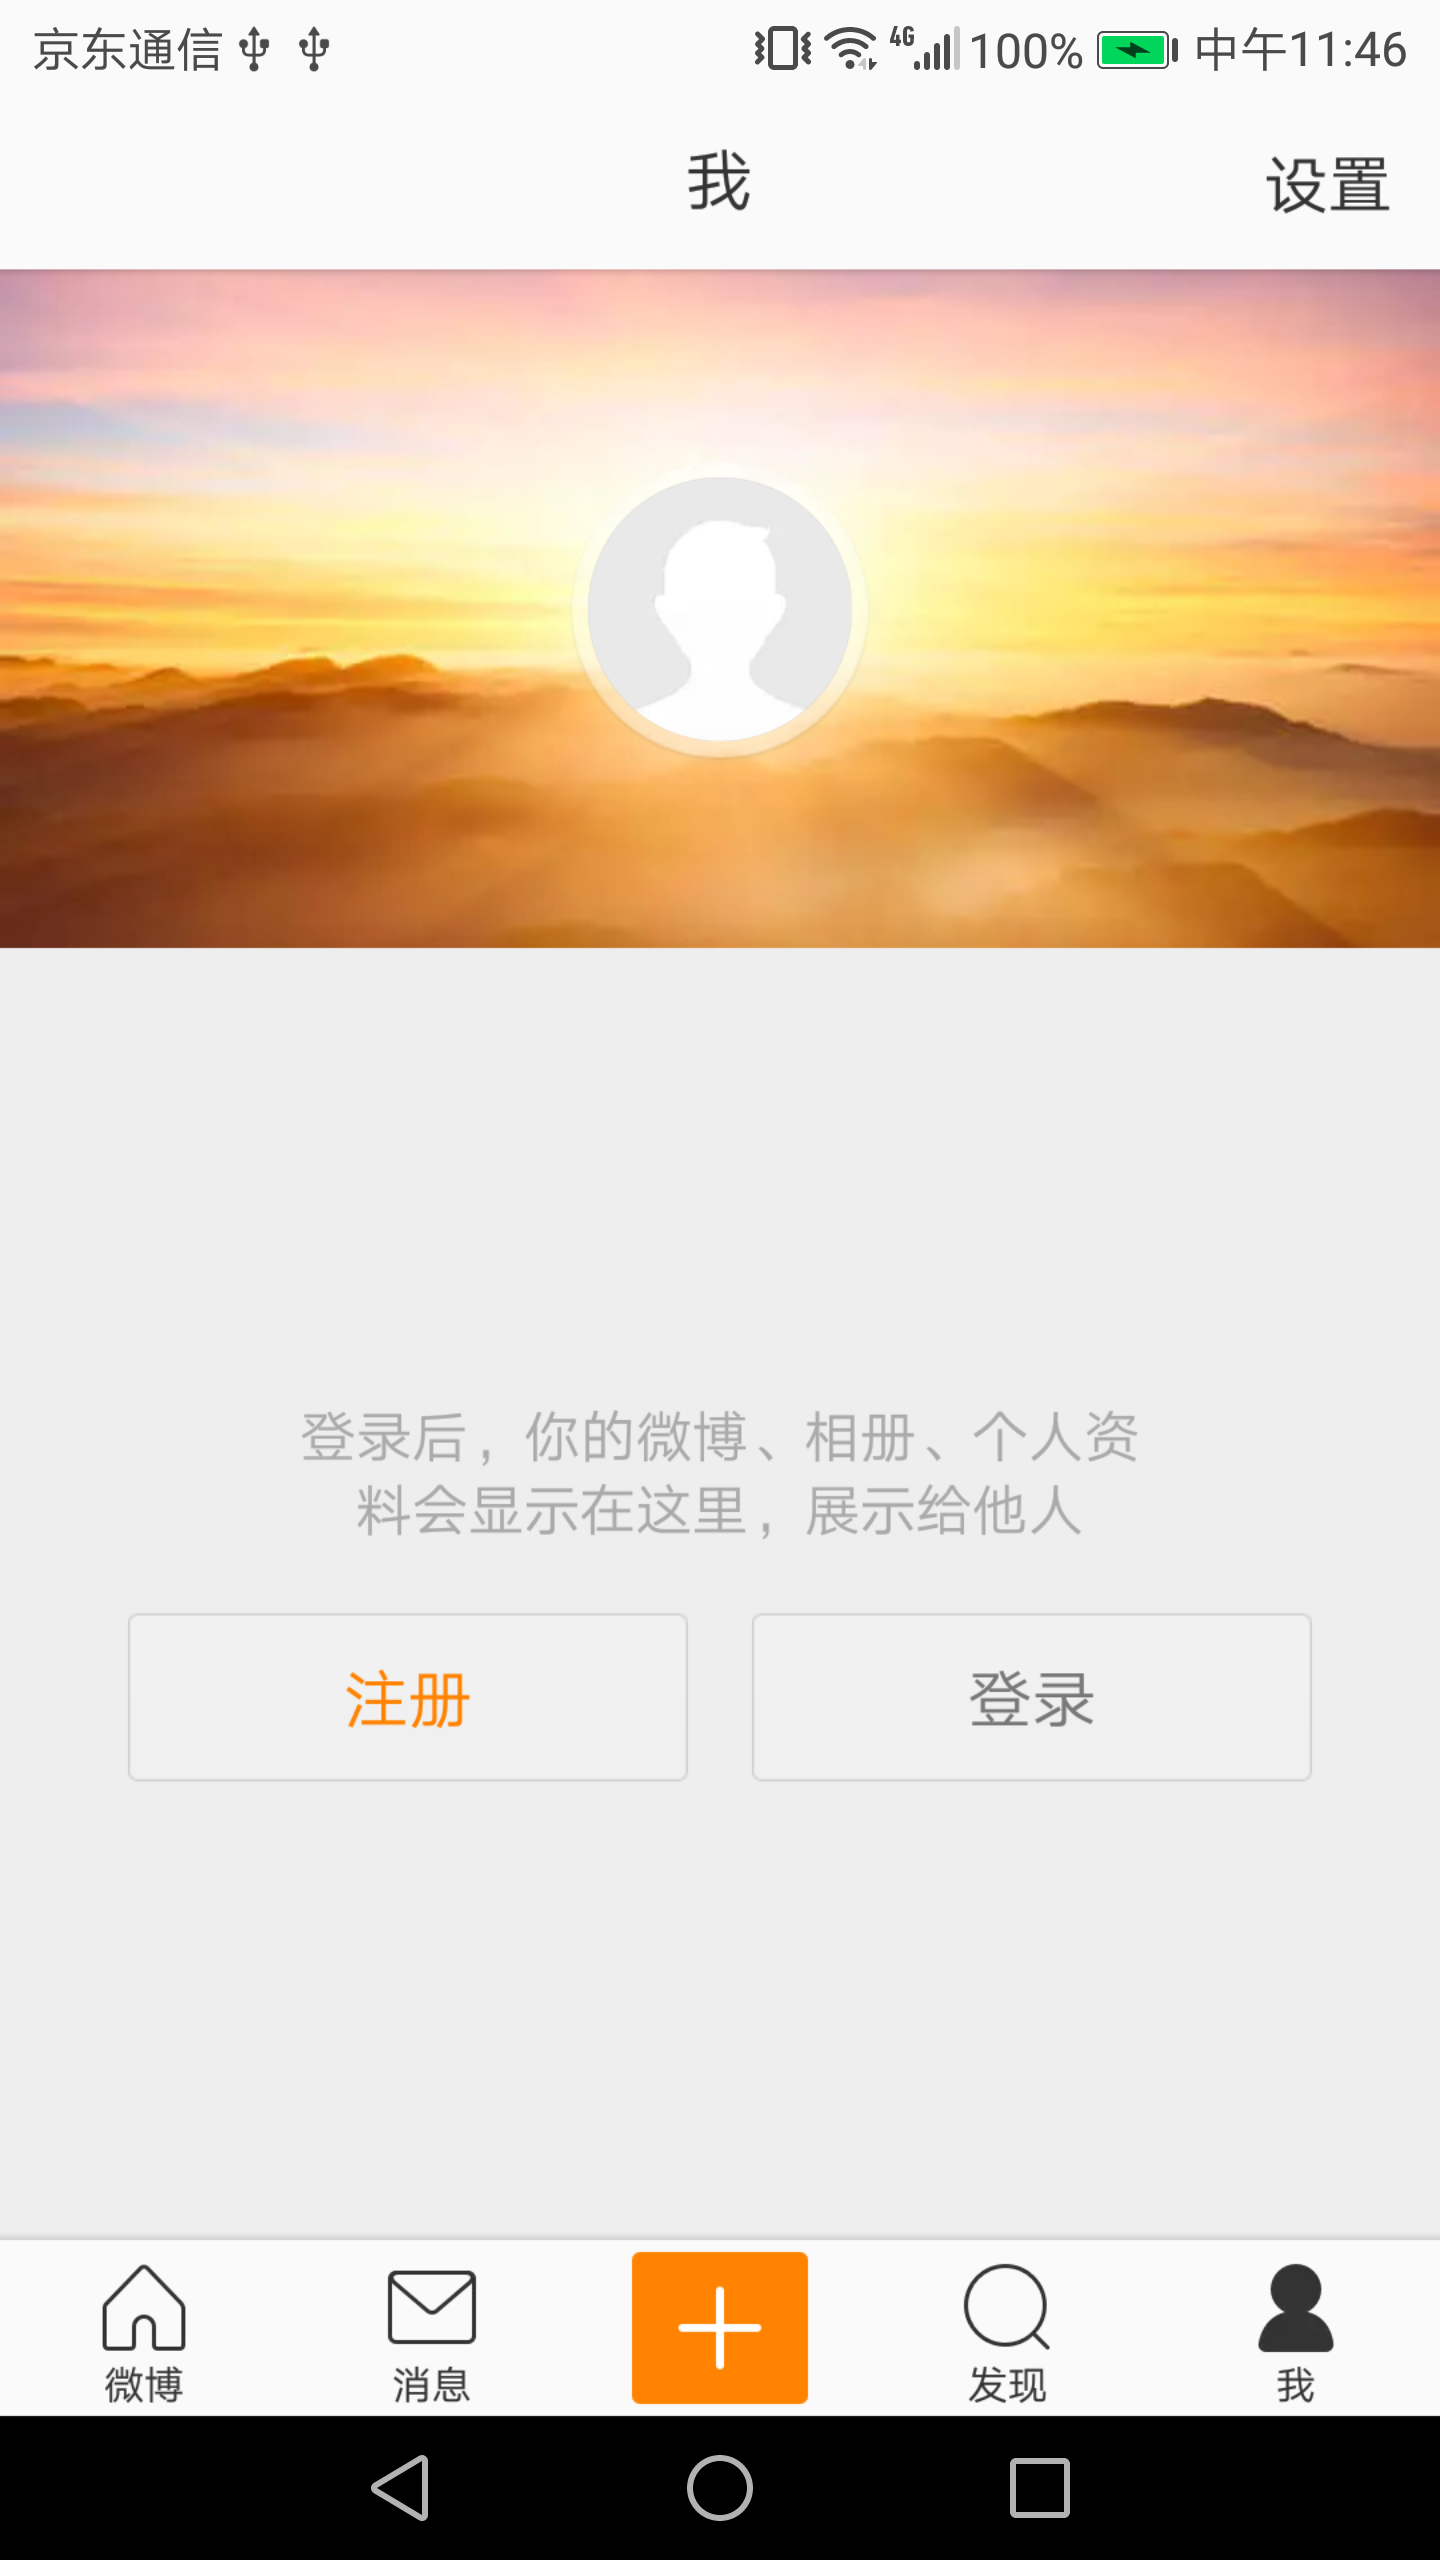 京东通信 4G 100% 中午11:46
我 设置
登录后，你的微博、相册、个人资
料会显示在这里，展示给他人
注册 登录
微博 消息 发现 我